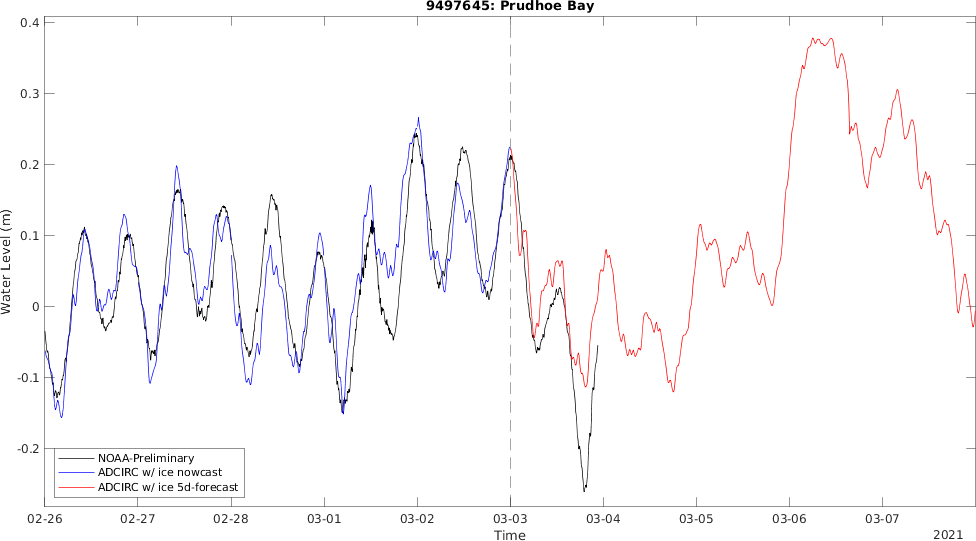 9497645: Prudhoe Bay
0.4
0.3
0.2
0.1
0
-0.1
-0.2
Water Level (m)
NOAA-Preliminary
ADCIRC w/ ice nowcast
ADCIRC w/ ice 5d-forecast
02-26 02-27 02-28 03-01 03-02 03-03 03-04 03-05 03-06 03-07
Time
2021